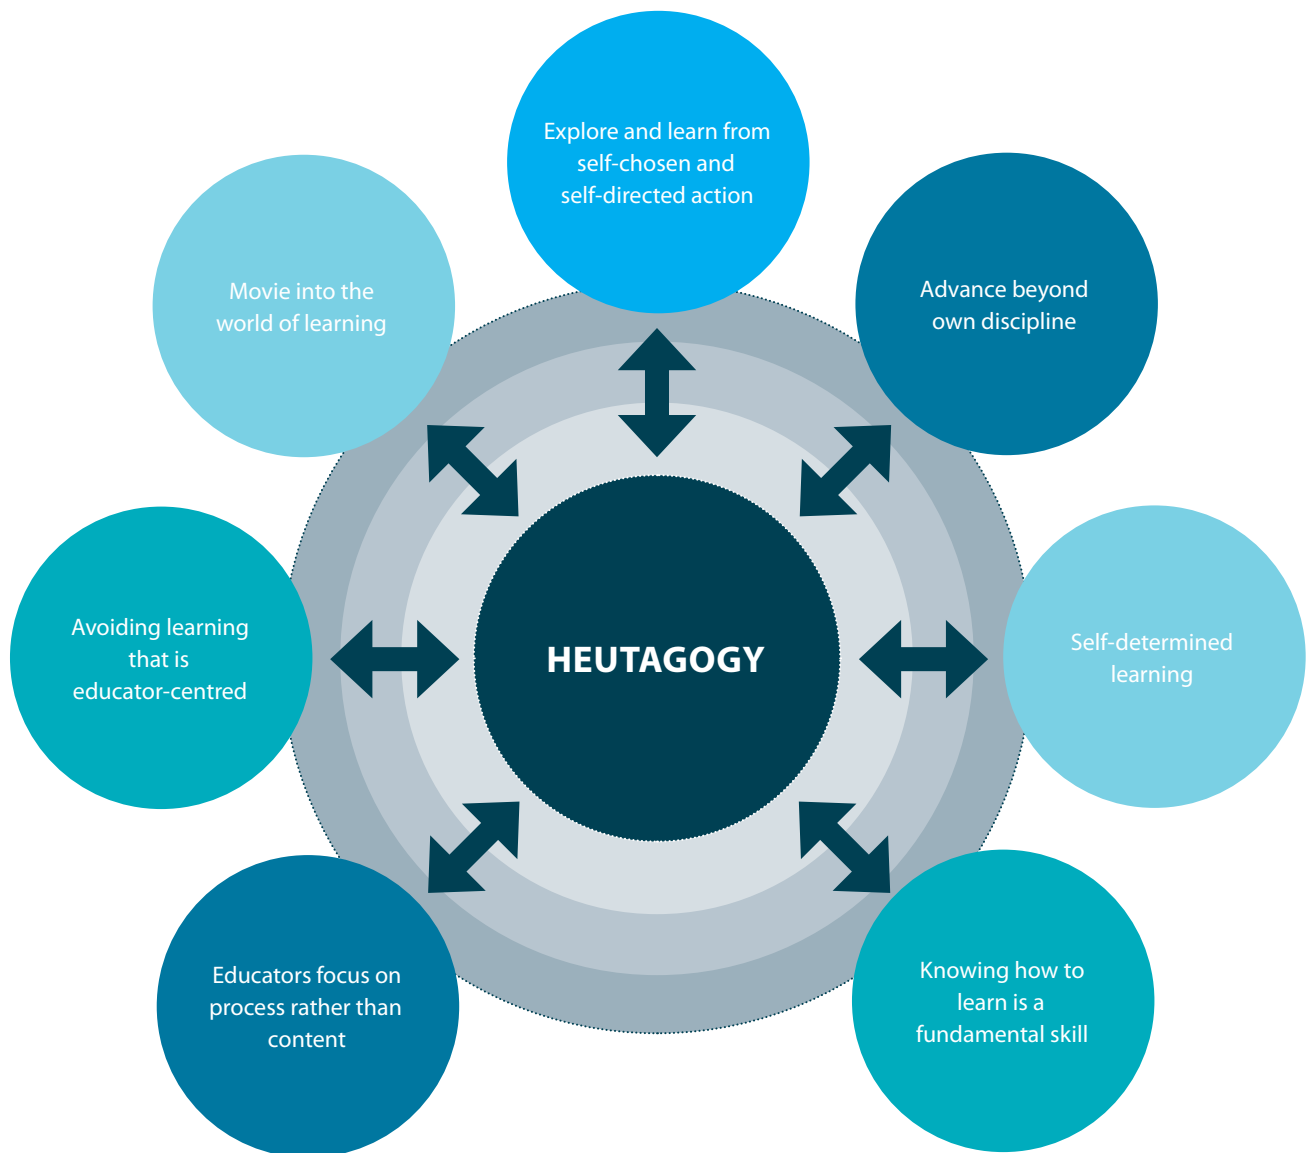 Explore and learn from
self-chosen and
self-directed action
Movie into the
world of learning
Advance beyond
own discipline
Avoiding learning
that is
educator-centred
HEUTAGOGY
Self-determined
learning
Educators focus on
process rather than
content
Knowing how to
learn is a
fundamental skill